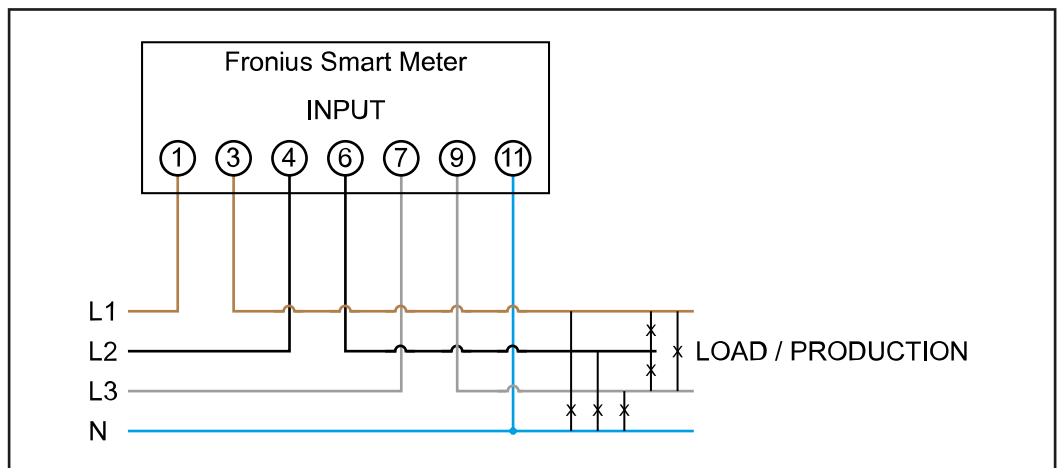 Fronius Smart Meter
INPUT
1 3 4 6 7 9 11
L1
L2 LOAD / PRODUCTION
L3
N